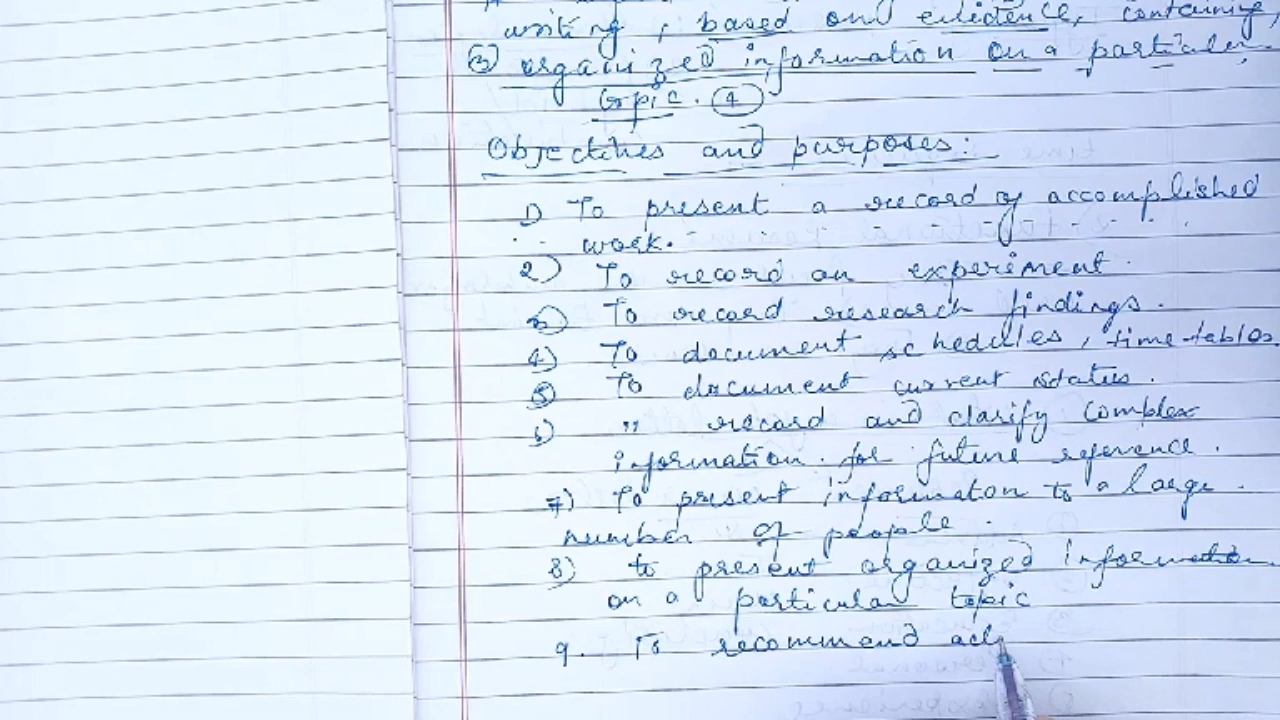 writing, based on evidence, containing,
③ organized information on a particular
topic. ④
Objectives and purposes:
1) To present a record of accomplished
work.
2) To record an experiment.
3) To record research findings.
4) To document schedules, time-tables
5) To document current status.
6) " record and clarify complex
information for future reference.
7) To present informaton to a large.
number of people.
8) to present organized information
on a particular topic
9. To recommend act